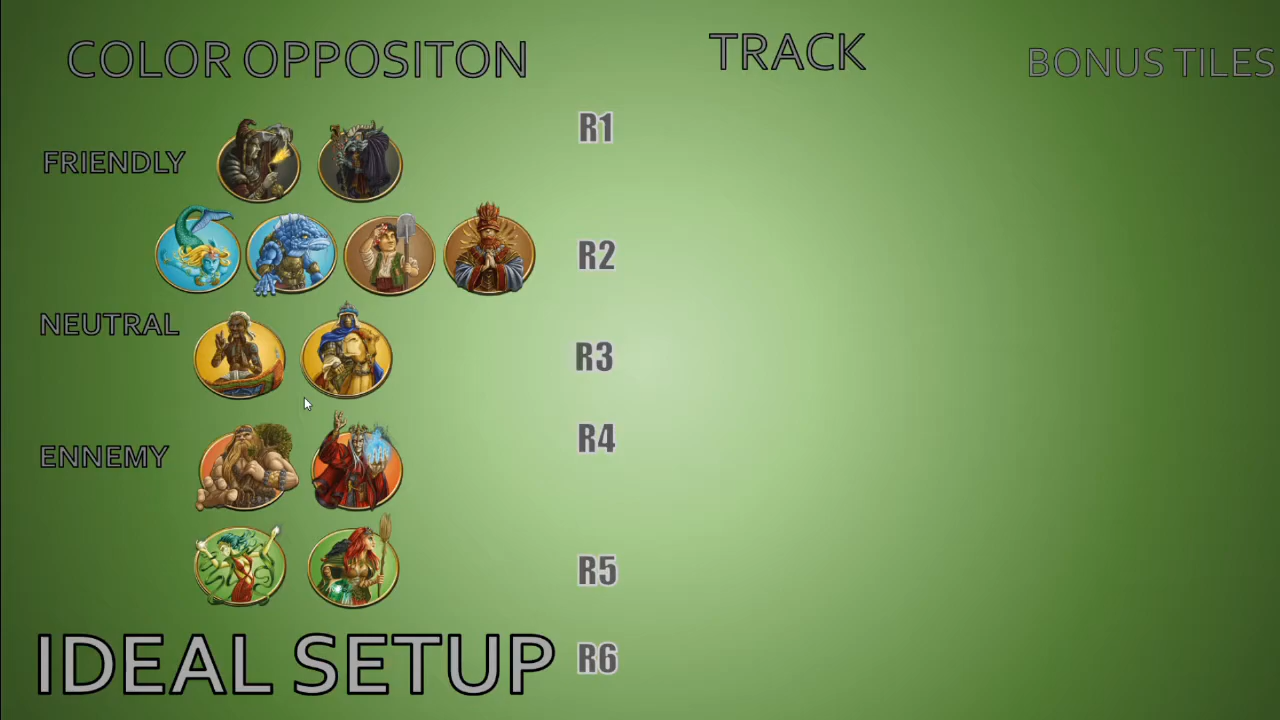 COLOR OPPOSITON
TRACK
BONUS TILES
R1
FRIENDLY
R2
NEUTRAL
R3
R4
ENNEMY
R5
IDEAL SETUP
R6